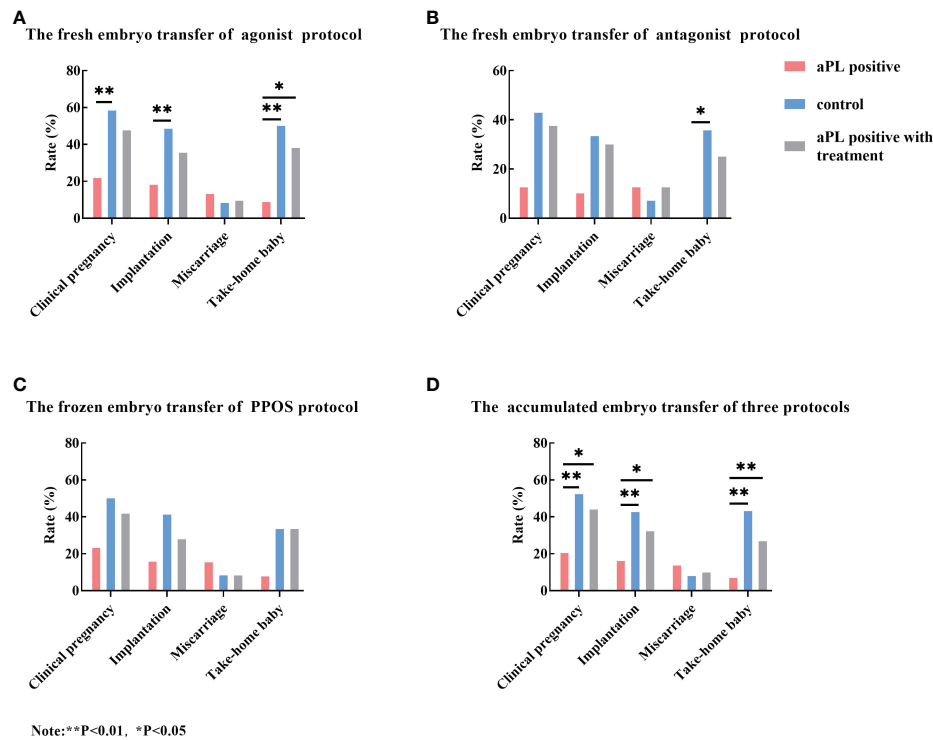 A
The fresh embryo transfer of agonist protocol
80
60
40
20
0
Rate (%)
**
**
**
*
Clinical pregnancy
Implantation
Miscarriage
Take-home baby
B
The fresh embryo transfer of antagonist protocol
60
40
20
0
Rate (%)
*
Clinical pregnancy
Implantation
Miscarriage
Take-home baby
aPL positive
control
aPL positive with
treatment
C
The frozen embryo transfer of PPOS protocol
80
60
40
20
0
Rate (%)
Clinical pregnancy
Implantation
Miscarriage
Take-home baby
D
The accumulated embryo transfer of three protocols
80
60
40
20
0
Rate (%)
*
**
*
**
**
**
Clinical pregnancy
Implantation
Miscarriage
Take-home baby
Note:**P<0.01, *P<0.05